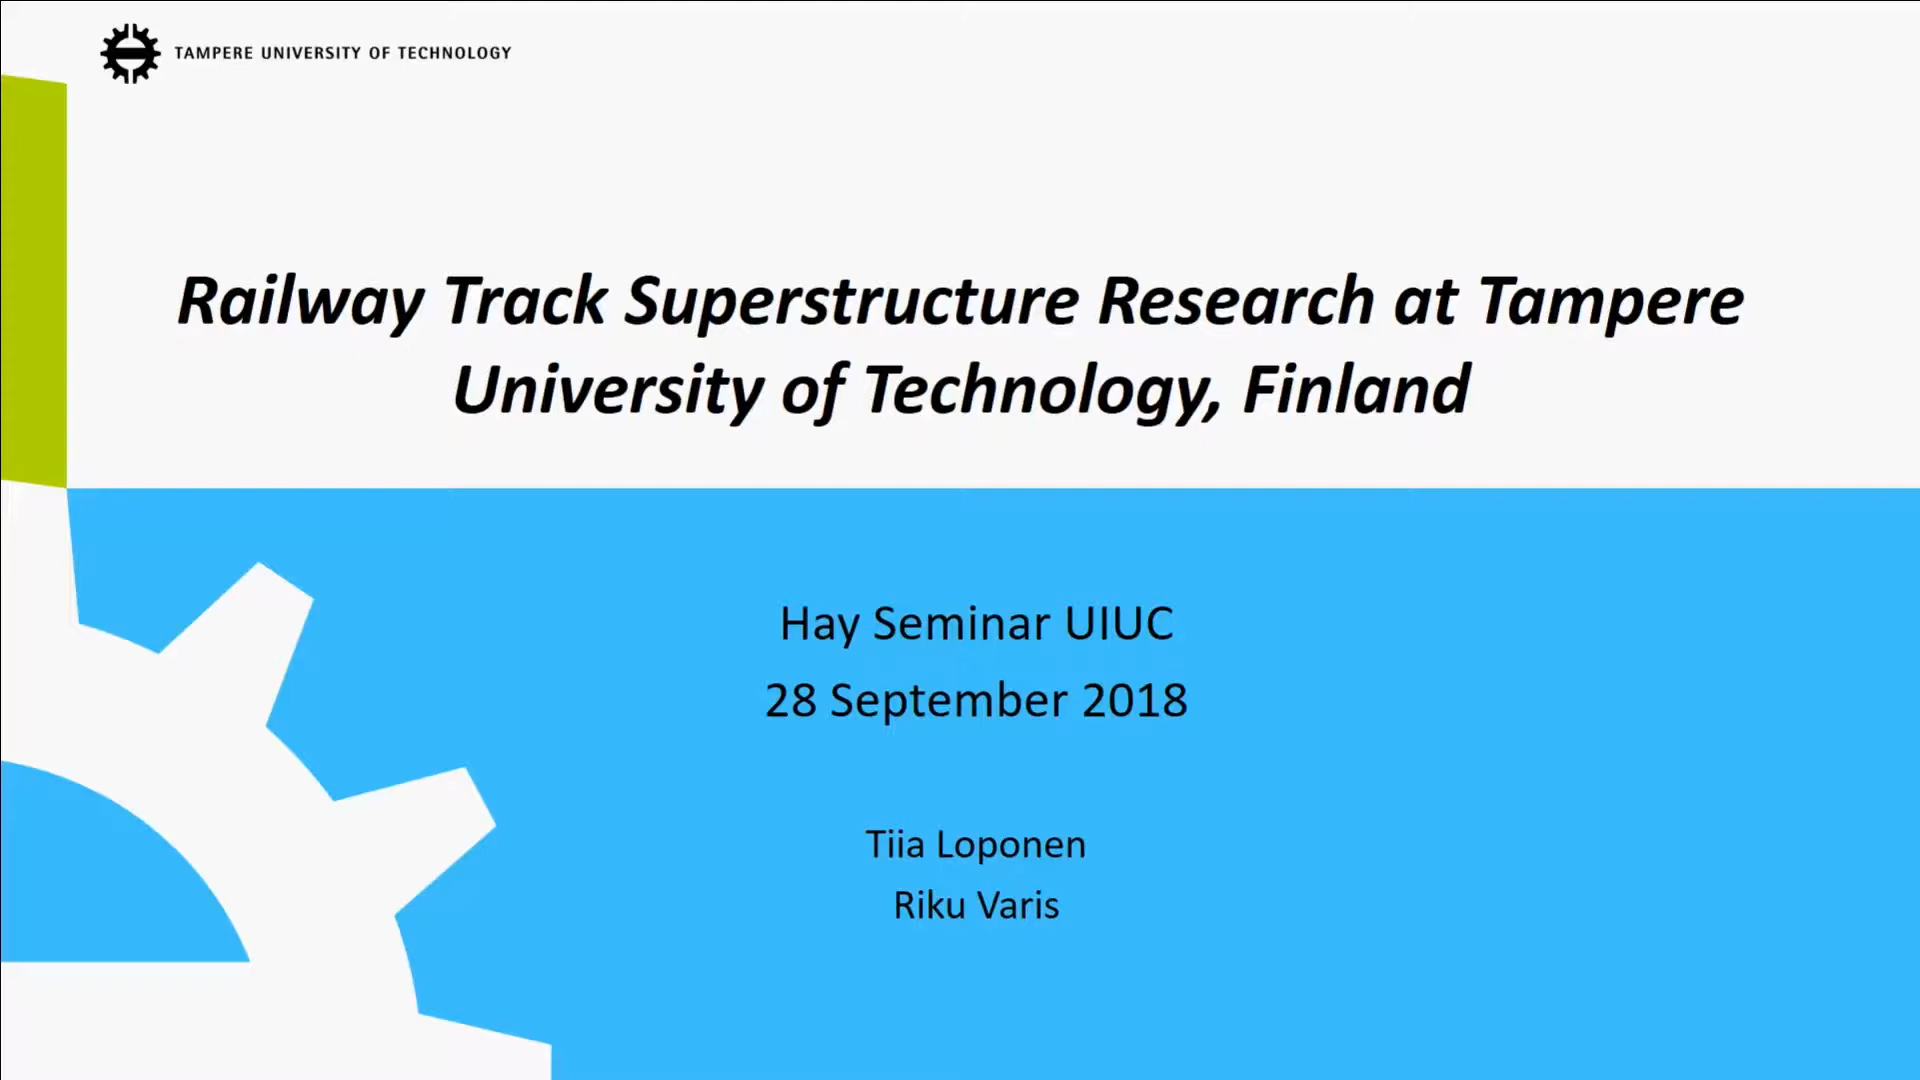 TAMPERE UNIVERSITY OF TECHNOLOGY
Railway Track Superstructure Research at Tampere
University of Technology, Finland
Hay Seminar UIUC
28 September 2018
Tiia Loponen
Riku Varis